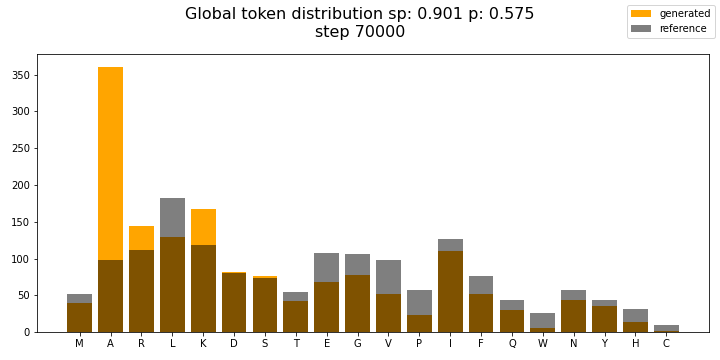 Global token distribution sp: 0.901 p: 0.575
step 70000
generated
reference
350
300
250
200
150
100
50
0
M A R L K D S T E G V P I F Q W N Y H C